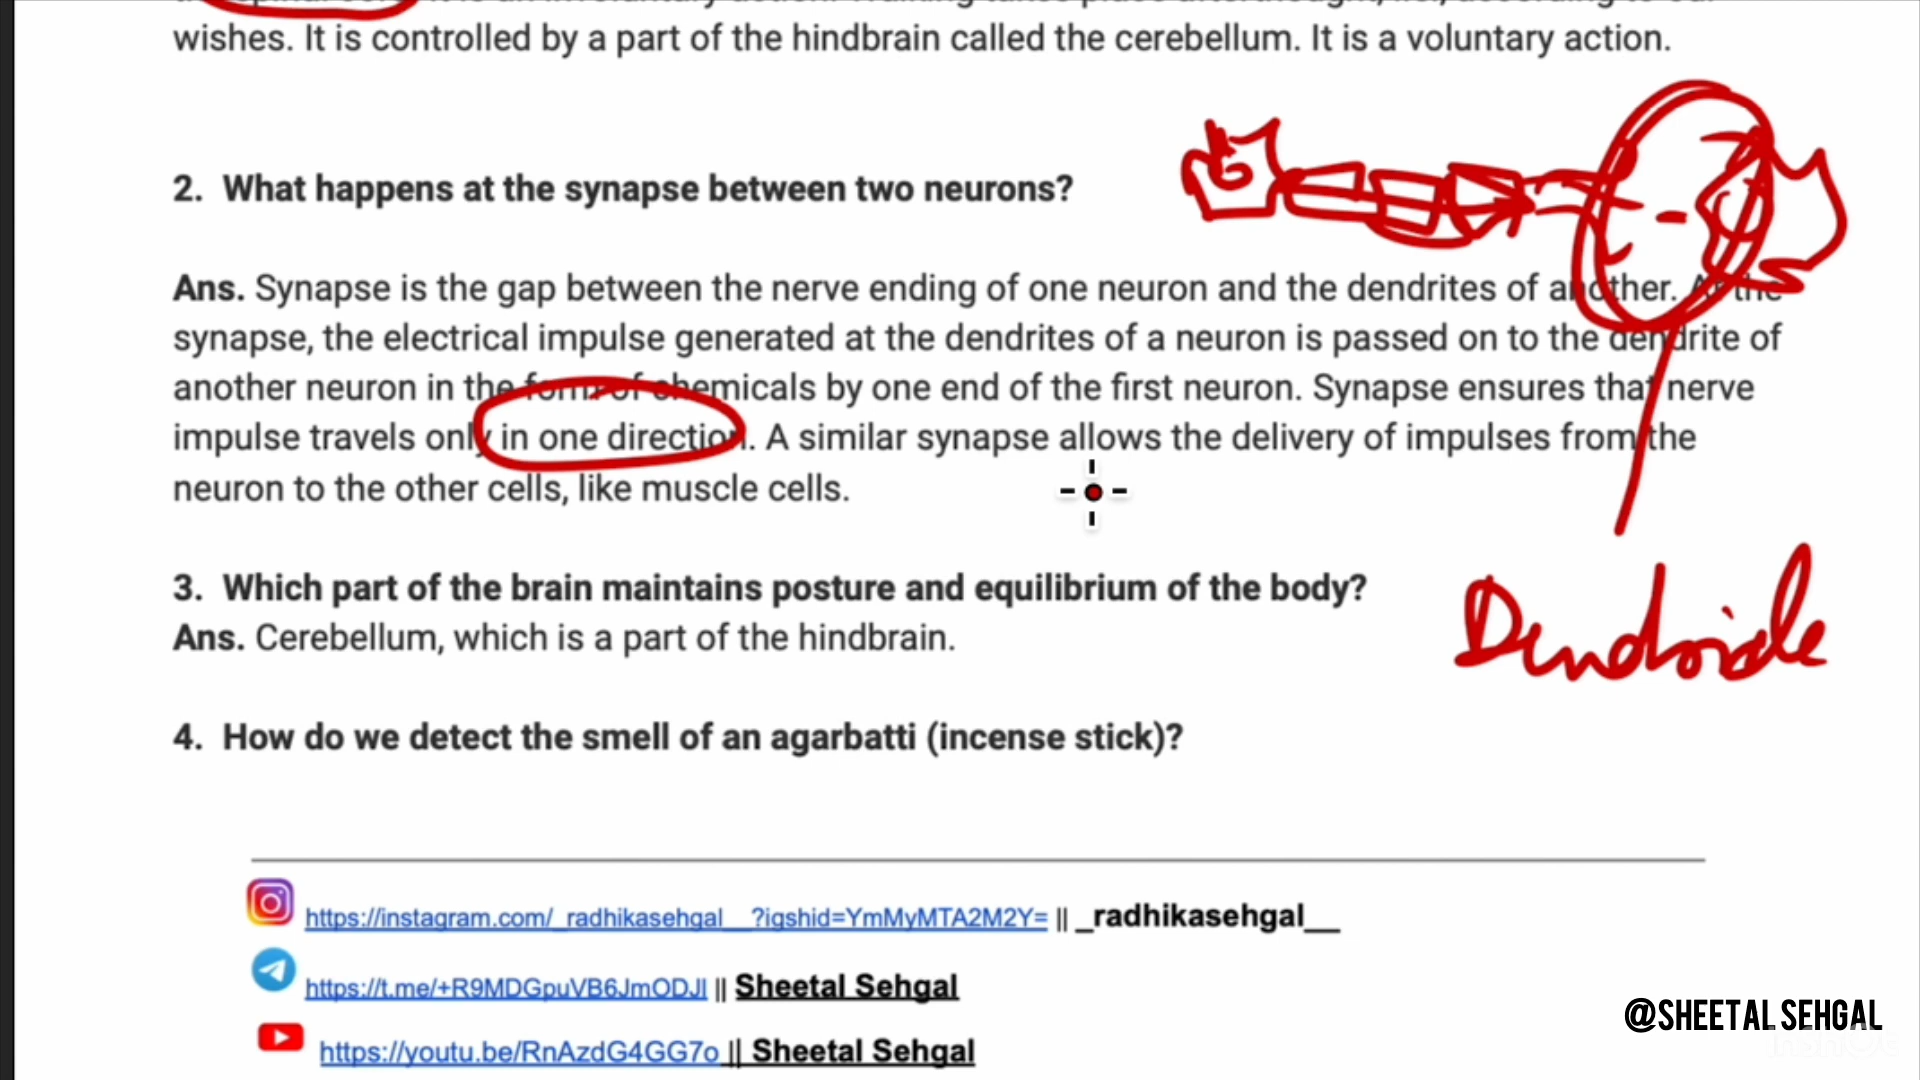 wishes. It is controlled by a part of the hindbrain called the cerebellum. It is a voluntary action.
2. What happens at the synapse between two neurons?
Ans. Synapse is the gap between the nerve ending of one neuron and the dendrites of another. At the
synapse, the electrical impulse generated at the dendrites of a neuron is passed on to the dendrite of
another neuron in the form of chemicals by one end of the first neuron. Synapse ensures that nerve
impulse travels only in one direction. A similar synapse allows the delivery of impulses from the
neuron to the other cells, like muscle cells.
3. Which part of the brain maintains posture and equilibrium of the body?
Ans. Cerebellum, which is a part of the hindbrain.
4. How do we detect the smell of an agarbatti (incense stick)?
https://instagram.com/_radhikasehgal__?igshid=YmMyMTA2M2Y= || _radhikasehgal__
https://t.me/+R9MDGpuVB6JmODJl || Sheetal Sehgal
https://youtu.be/RnAzdG4GG7o || Sheetal Sehgal
@SHEETAL SEHGAL